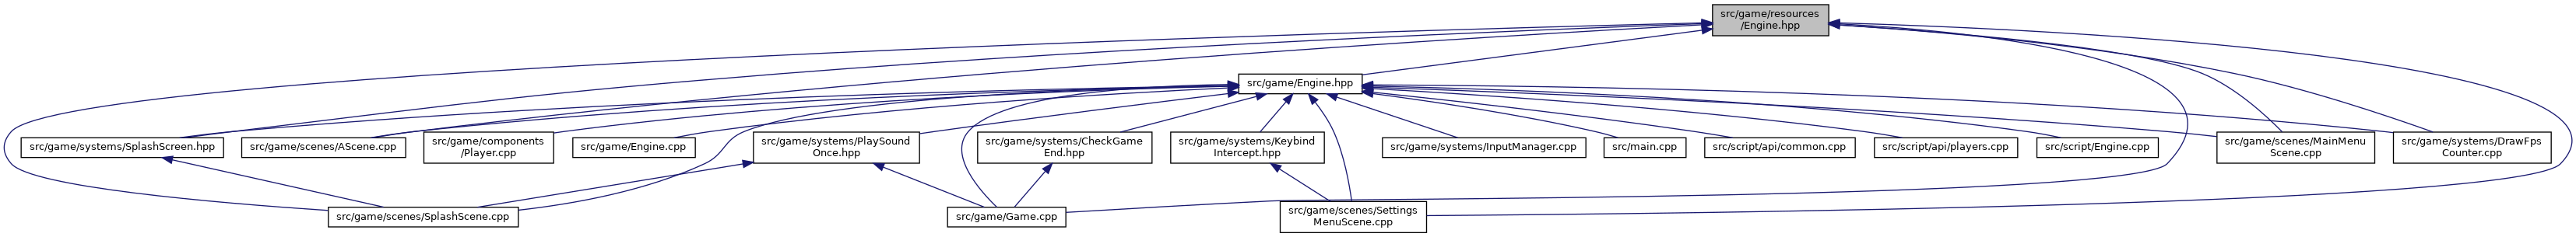 src/game/resources
/Engine.hpp
src/game/Engine.hpp
src/game/systems/SplashScreen.hpp
src/game/scenes/AScene.cpp
src/game/components
/Player.cpp
src/game/Engine.cpp
src/game/systems/PlaySound
Once.hpp
src/game/systems/CheckGame
End.hpp
src/game/systems/Keybind
Intercept.hpp
src/game/systems/InputManager.cpp
src/main.cpp
src/script/api/common.cpp
src/script/api/players.cpp
src/script/Engine.cpp
src/game/scenes/MainMenu
Scene.cpp
src/game/systems/DrawFps
Counter.cpp
src/game/scenes/SplashScene.cpp
src/game/Game.cpp
src/game/scenes/Settings
MenuScene.cpp